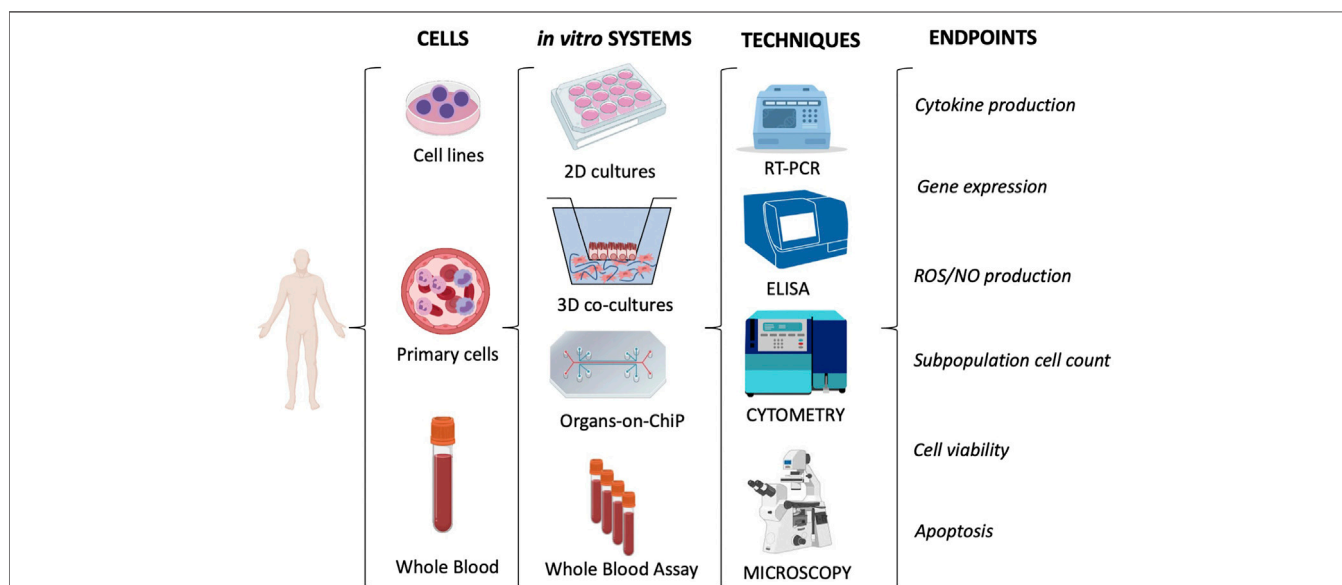 CELLS
in vitro SYSTEMS
TECHNIQUES
ENDPOINTS
Cell lines
Primary cells
Whole Blood
2D cultures
3D co-cultures
Organs-on-ChiP
Whole Blood Assay
RT-PCR
ELISA
CYTOMETRY
MICROSCOPY
Cytokine production
Gene expression
ROS/NO production
Subpopulation cell count
Cell viability
Apoptosis